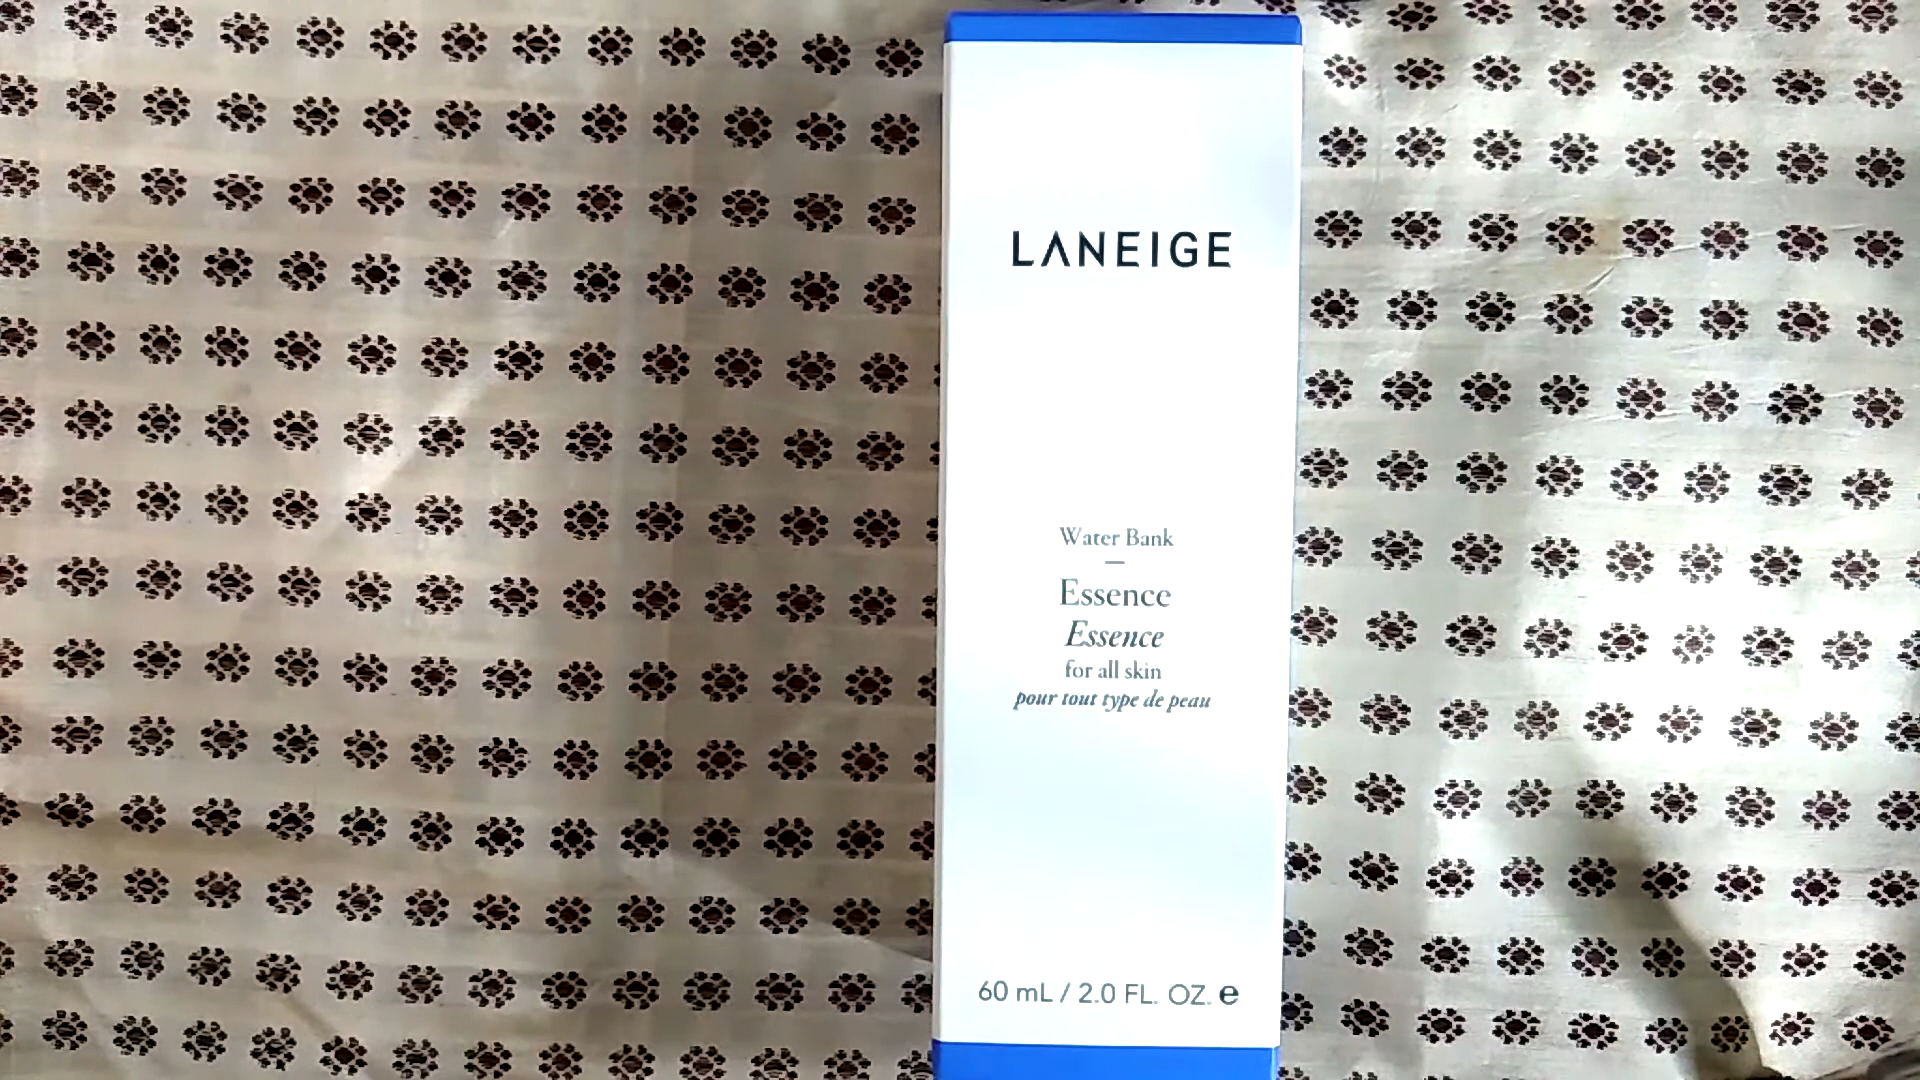 LANEIGE
Water Bank
Essence
Essence
for all skin
pour tout type de peau
60 mL / 2.0 FL. OZ. ℮